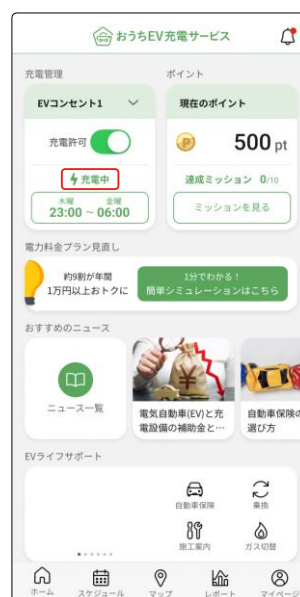 おうちEV充電サービス
充電管理
ポイント
EVコンセント1
現在のポイント
充電許可
P
500 pt
充電中
達成ミッション 0/10
木曜 金曜
23:00 ~ 06:00
ミッションを見る
電力料金プラン見直し
約9割が年間
1万円以上おトクに
1分でわかる!
簡単シミュレーションはこちら
おすすめのニュース
¥
ニュース一覧
電気自動車(EV)と充
電設備の補助金と…
自動車保険の
選び方
EVライフサポート
自動車保険
乗換
施工案内
ガス切替
ホーム
スケジュール
マップ
レポート
マイページ